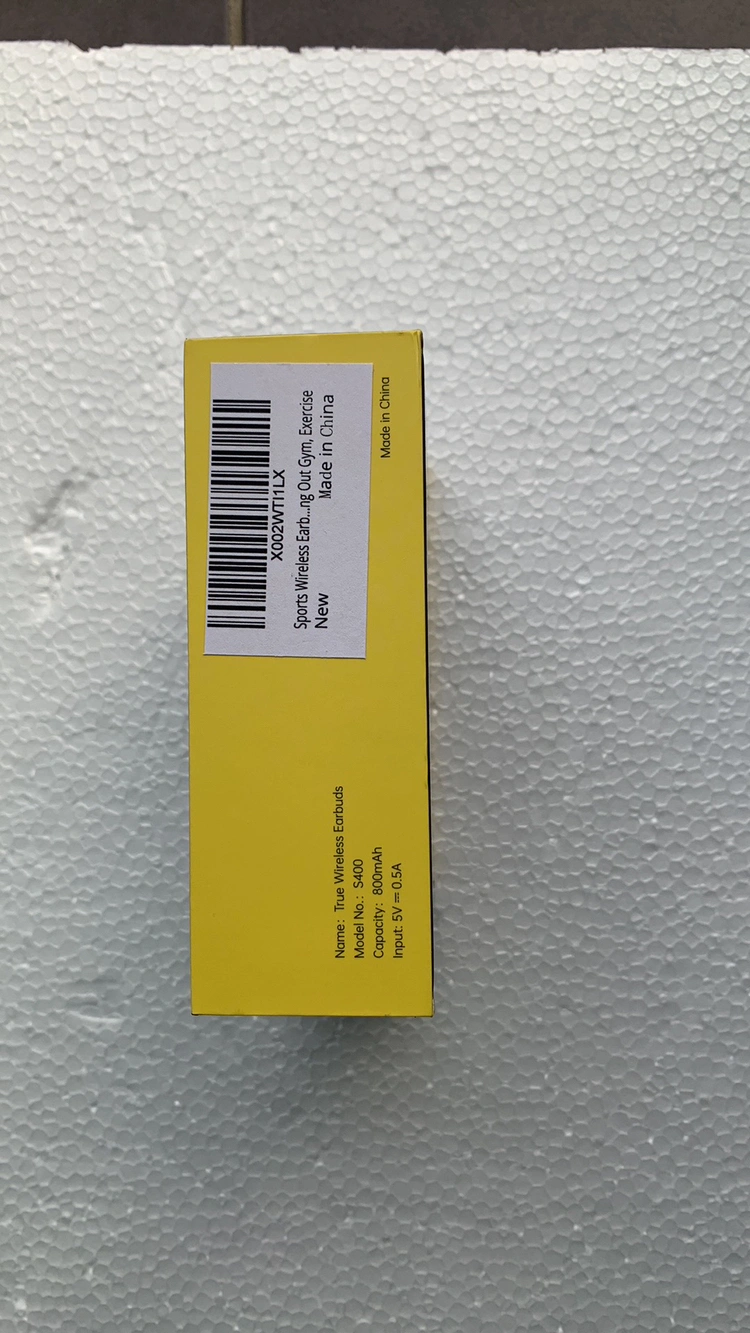 X002WTI1LX
Sports Wireless Earb...ng Out Gym, Exercise
New
Made in China
Made in China
Name: True Wireless Earbuds
Model No.: S400
Capacity: 800mAh
Input: 5V ⎓ 0.5A